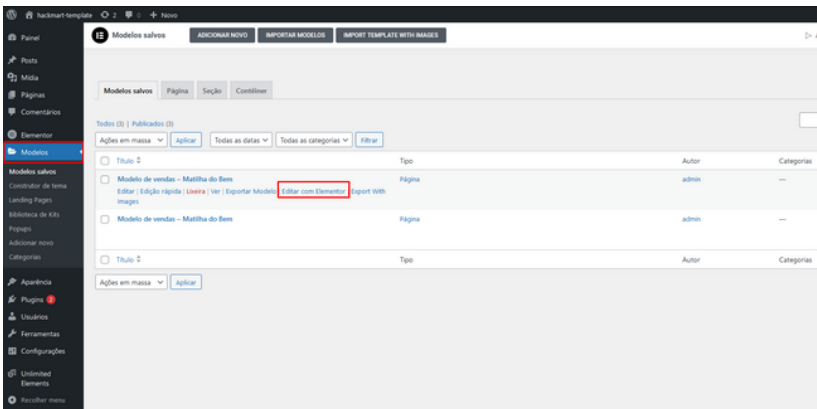 hackmart-template 2 0 Novo
Painel
Posts
Mídia
Páginas
Comentários
Elementor
Modelos
Modelos salvos
Construtor de tema
Landing Pages
Biblioteca de Kits
Popups
Adicionar novo
Categorias
Aparência
Plugins 2
Usuários
Ferramentas
Configurações
Unlimited
Elements
Recolher menu
Modelos salvos ADICIONAR NOVO IMPORTAR MODELOS IMPORT TEMPLATE WITH IMAGES
Modelos salvos Página Seção Contêiner
Todos (3) | Publicados (3)
Ações em massa Aplicar Todas as datas Todas as categorias Filtrar
Título Tipo Autor Categorias
Modelo de vendas – Matilha do Bem Página admin —
Editar | Edição rápida | Lixeira | Ver | Exportar Modelo | Editar com Elementor | Export With
Images
Modelo de vendas – Matilha do Bem Página admin —
Título Tipo Autor Categorias
Ações em massa Aplicar